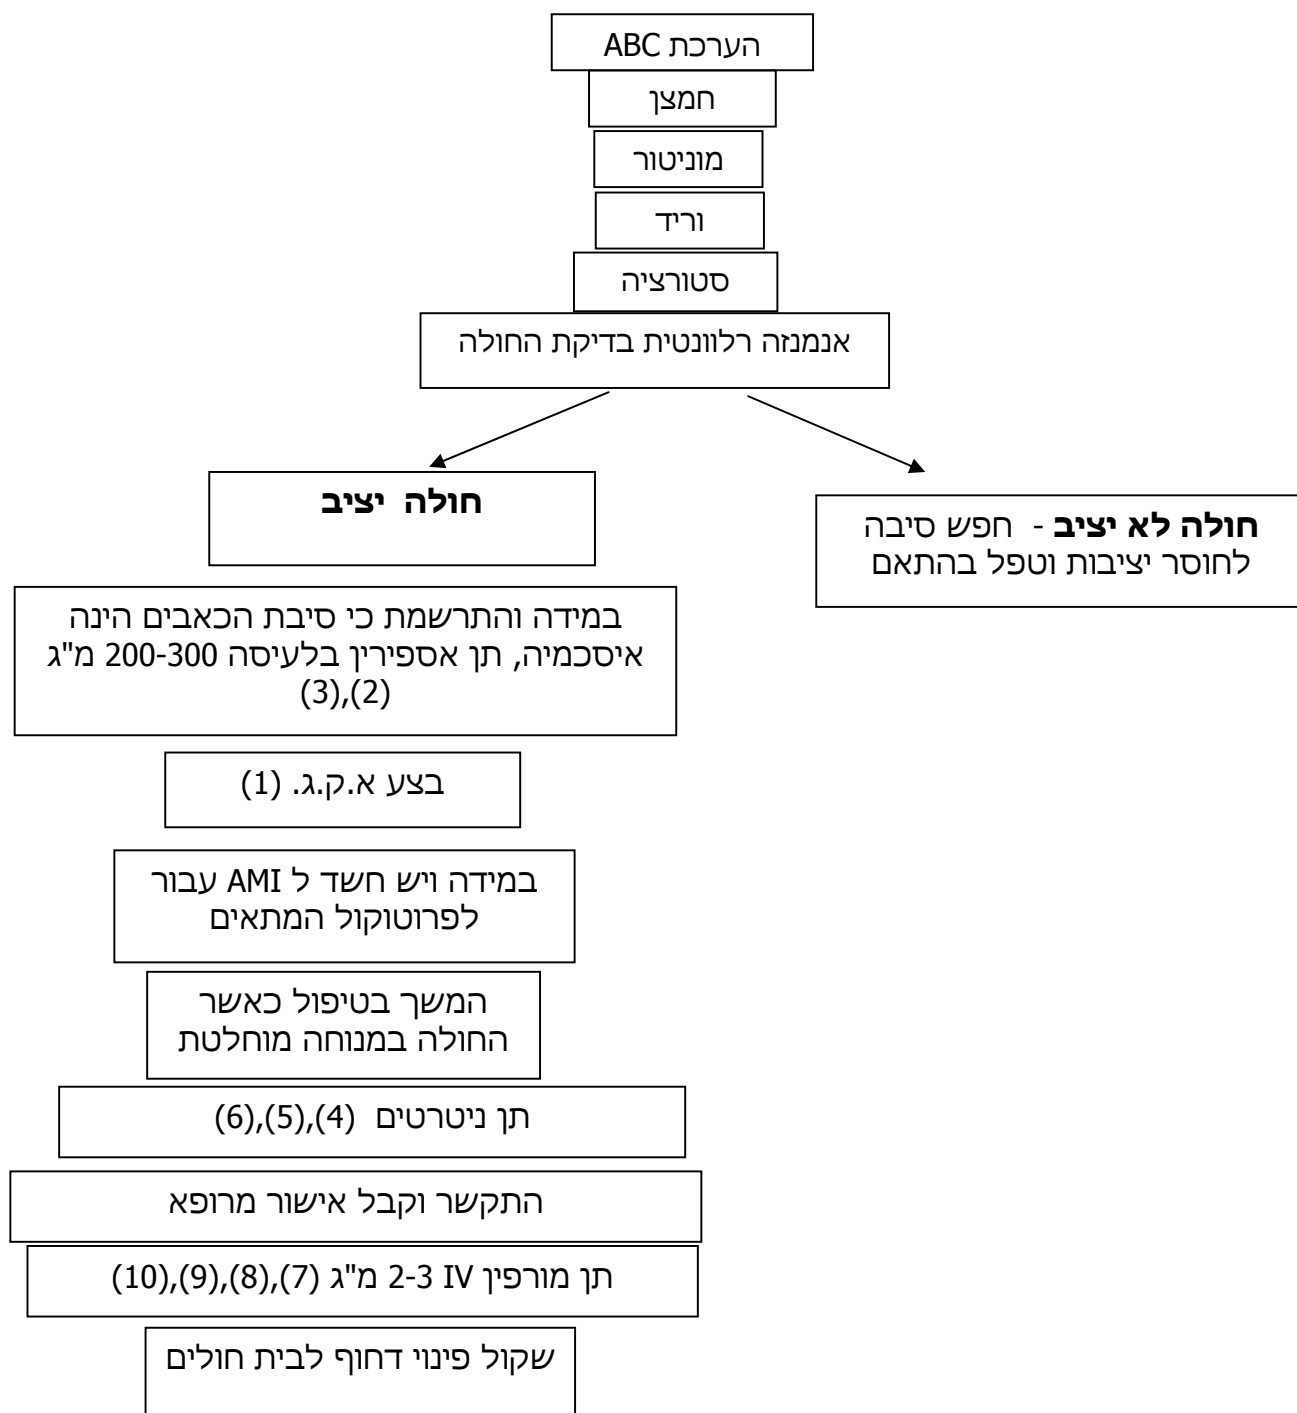 הערכת ABC
חמצן
מוניטור
וריד
סטורציה
אנמנזה רלוונטית בדיקת החולה
חולה יציב
חולה לא יציב - חפש סיבה
לחוסר יציבות וטפל בהתאם
במידה והתרשמת כי סיבת הכאבים הינה
איסכמיה, תן אספירין בלעיסה 200-300 מ"ג
(2),(3)
בצע א.ק.ג. (1)
במידה ויש חשד ל AMI עבור
לפרוטוקול המתאים
המשך בטיפול כאשר
החולה במנוחה מוחלטת
תן ניטרטים (4),(5),(6)
התקשר וקבל אישור מרופא
תן מורפין IV 2-3 מ"ג (7),(8),(9),(10)
שקול פינוי דחוף לבית חולים